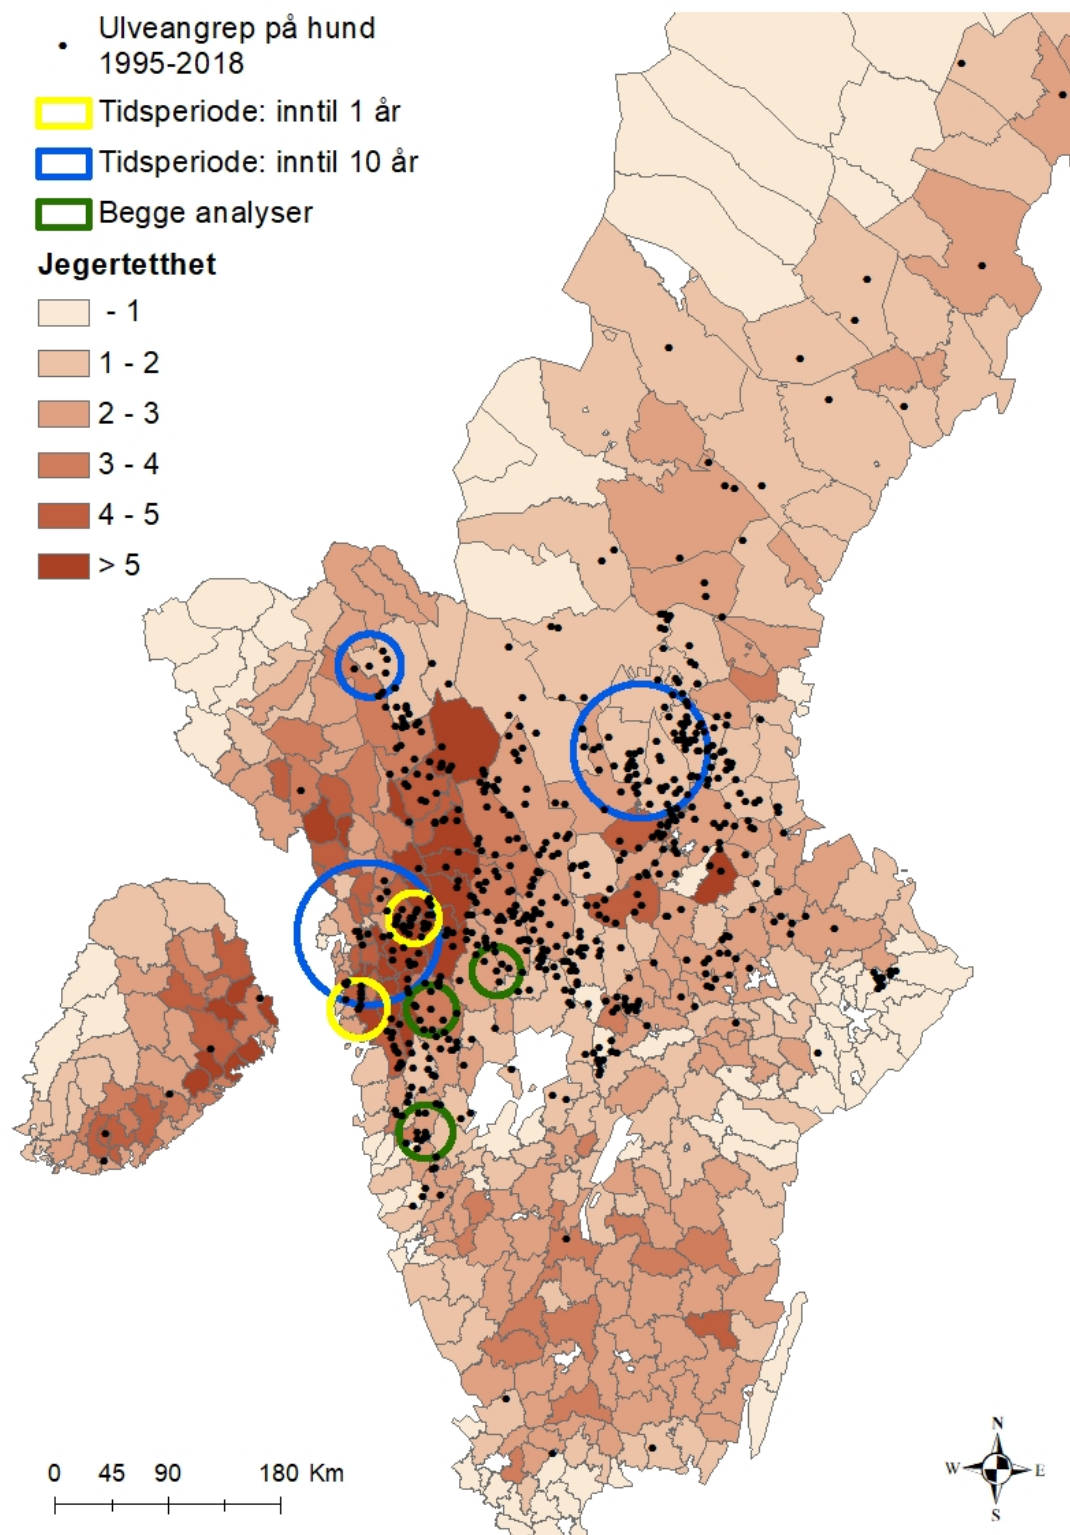 Ulveangrep på hund
1995-2018
Tidsperiode: inntil 1 år
Tidsperiode: inntil 10 år
Begge analyser
Jegertetthet
- 1
1 - 2
2 - 3
3 - 4
4 - 5
> 5
0 45 90 180 Km
N
W E
S